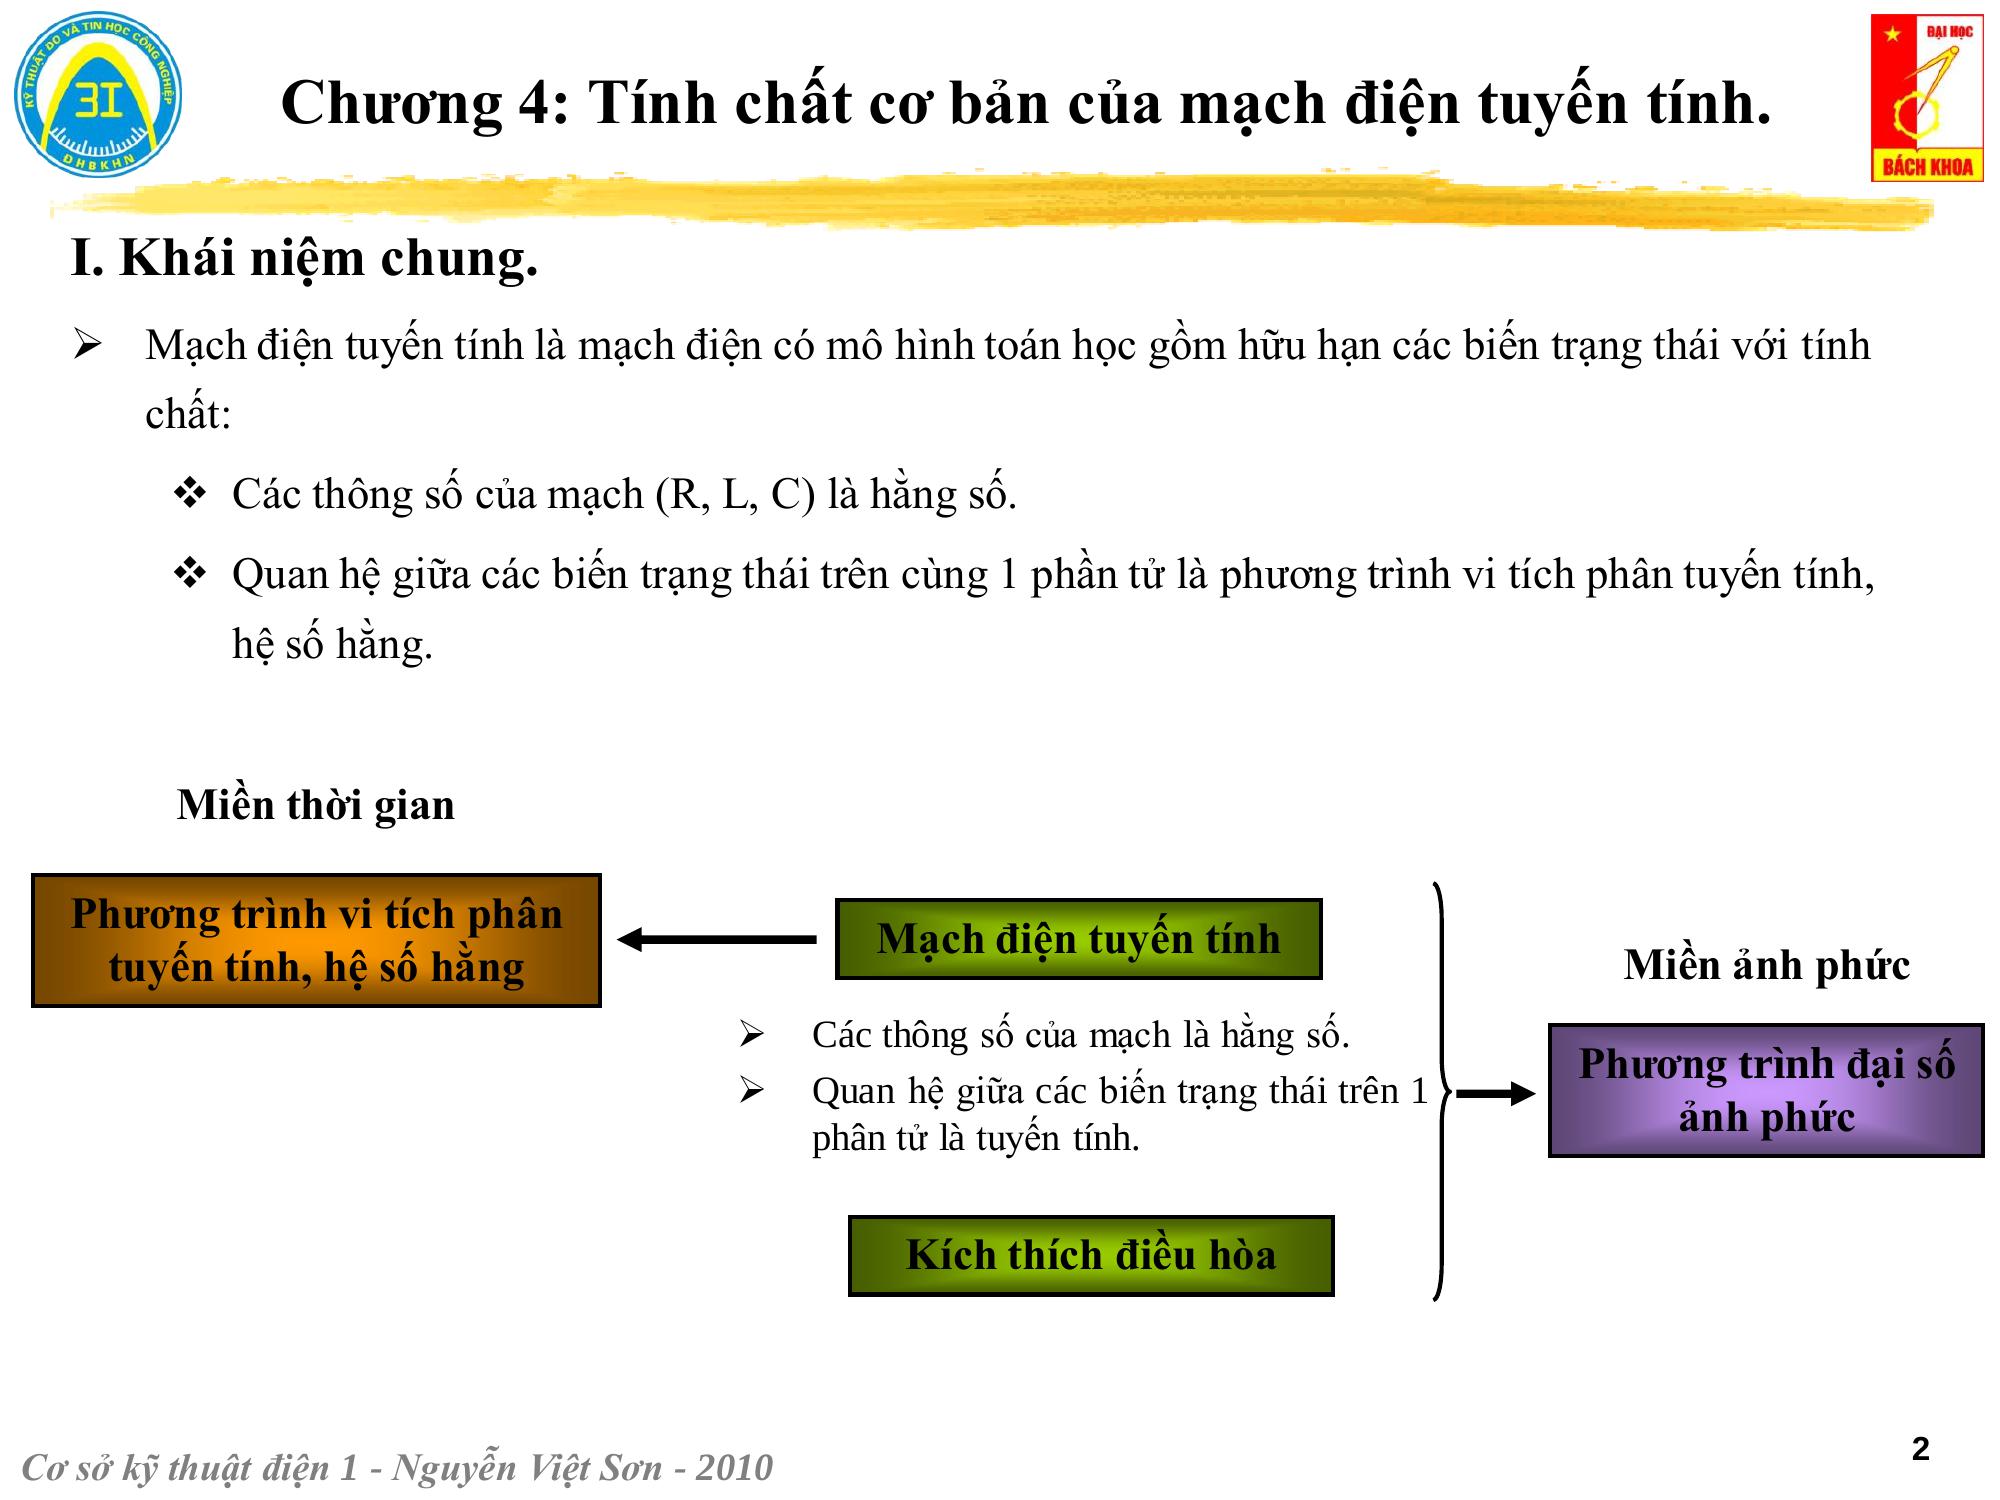 KỸ THUẬT ĐO VÀ TIN HỌC CÔNG NGHIỆP
3I
ĐHBKHN
Chương 4: Tính chất cơ bản của mạch điện tuyến tính.
ĐẠI HỌC
BÁCH KHOA
I. Khái niệm chung.
Mạch điện tuyến tính là mạch điện có mô hình toán học gồm hữu hạn các biến trạng thái với tính
chất:
Các thông số của mạch (R, L, C) là hằng số.
Quan hệ giữa các biến trạng thái trên cùng 1 phần tử là phương trình vi tích phân tuyến tính,
hệ số hằng.
Miền thời gian
Phương trình vi tích phân
tuyến tính, hệ số hằng
Mạch điện tuyến tính
Các thông số của mạch là hằng số.
Quan hệ giữa các biến trạng thái trên 1
phân tử là tuyến tính.
Kích thích điều hòa
Miền ảnh phức
Phương trình đại số
ảnh phức
Cơ sở kỹ thuật điện 1 - Nguyễn Việt Sơn - 2010
2